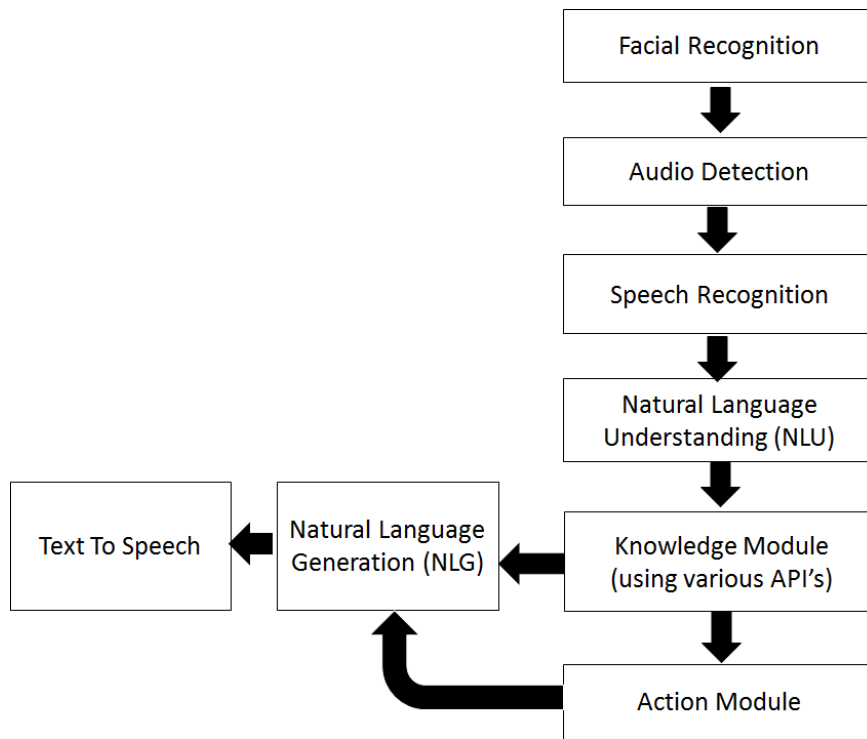 Facial Recognition
Audio Detection
Speech Recognition
Natural Language
Understanding (NLU)
Text To Speech
Natural Language
Generation (NLG)
Knowledge Module
(using various API's)
Action Module